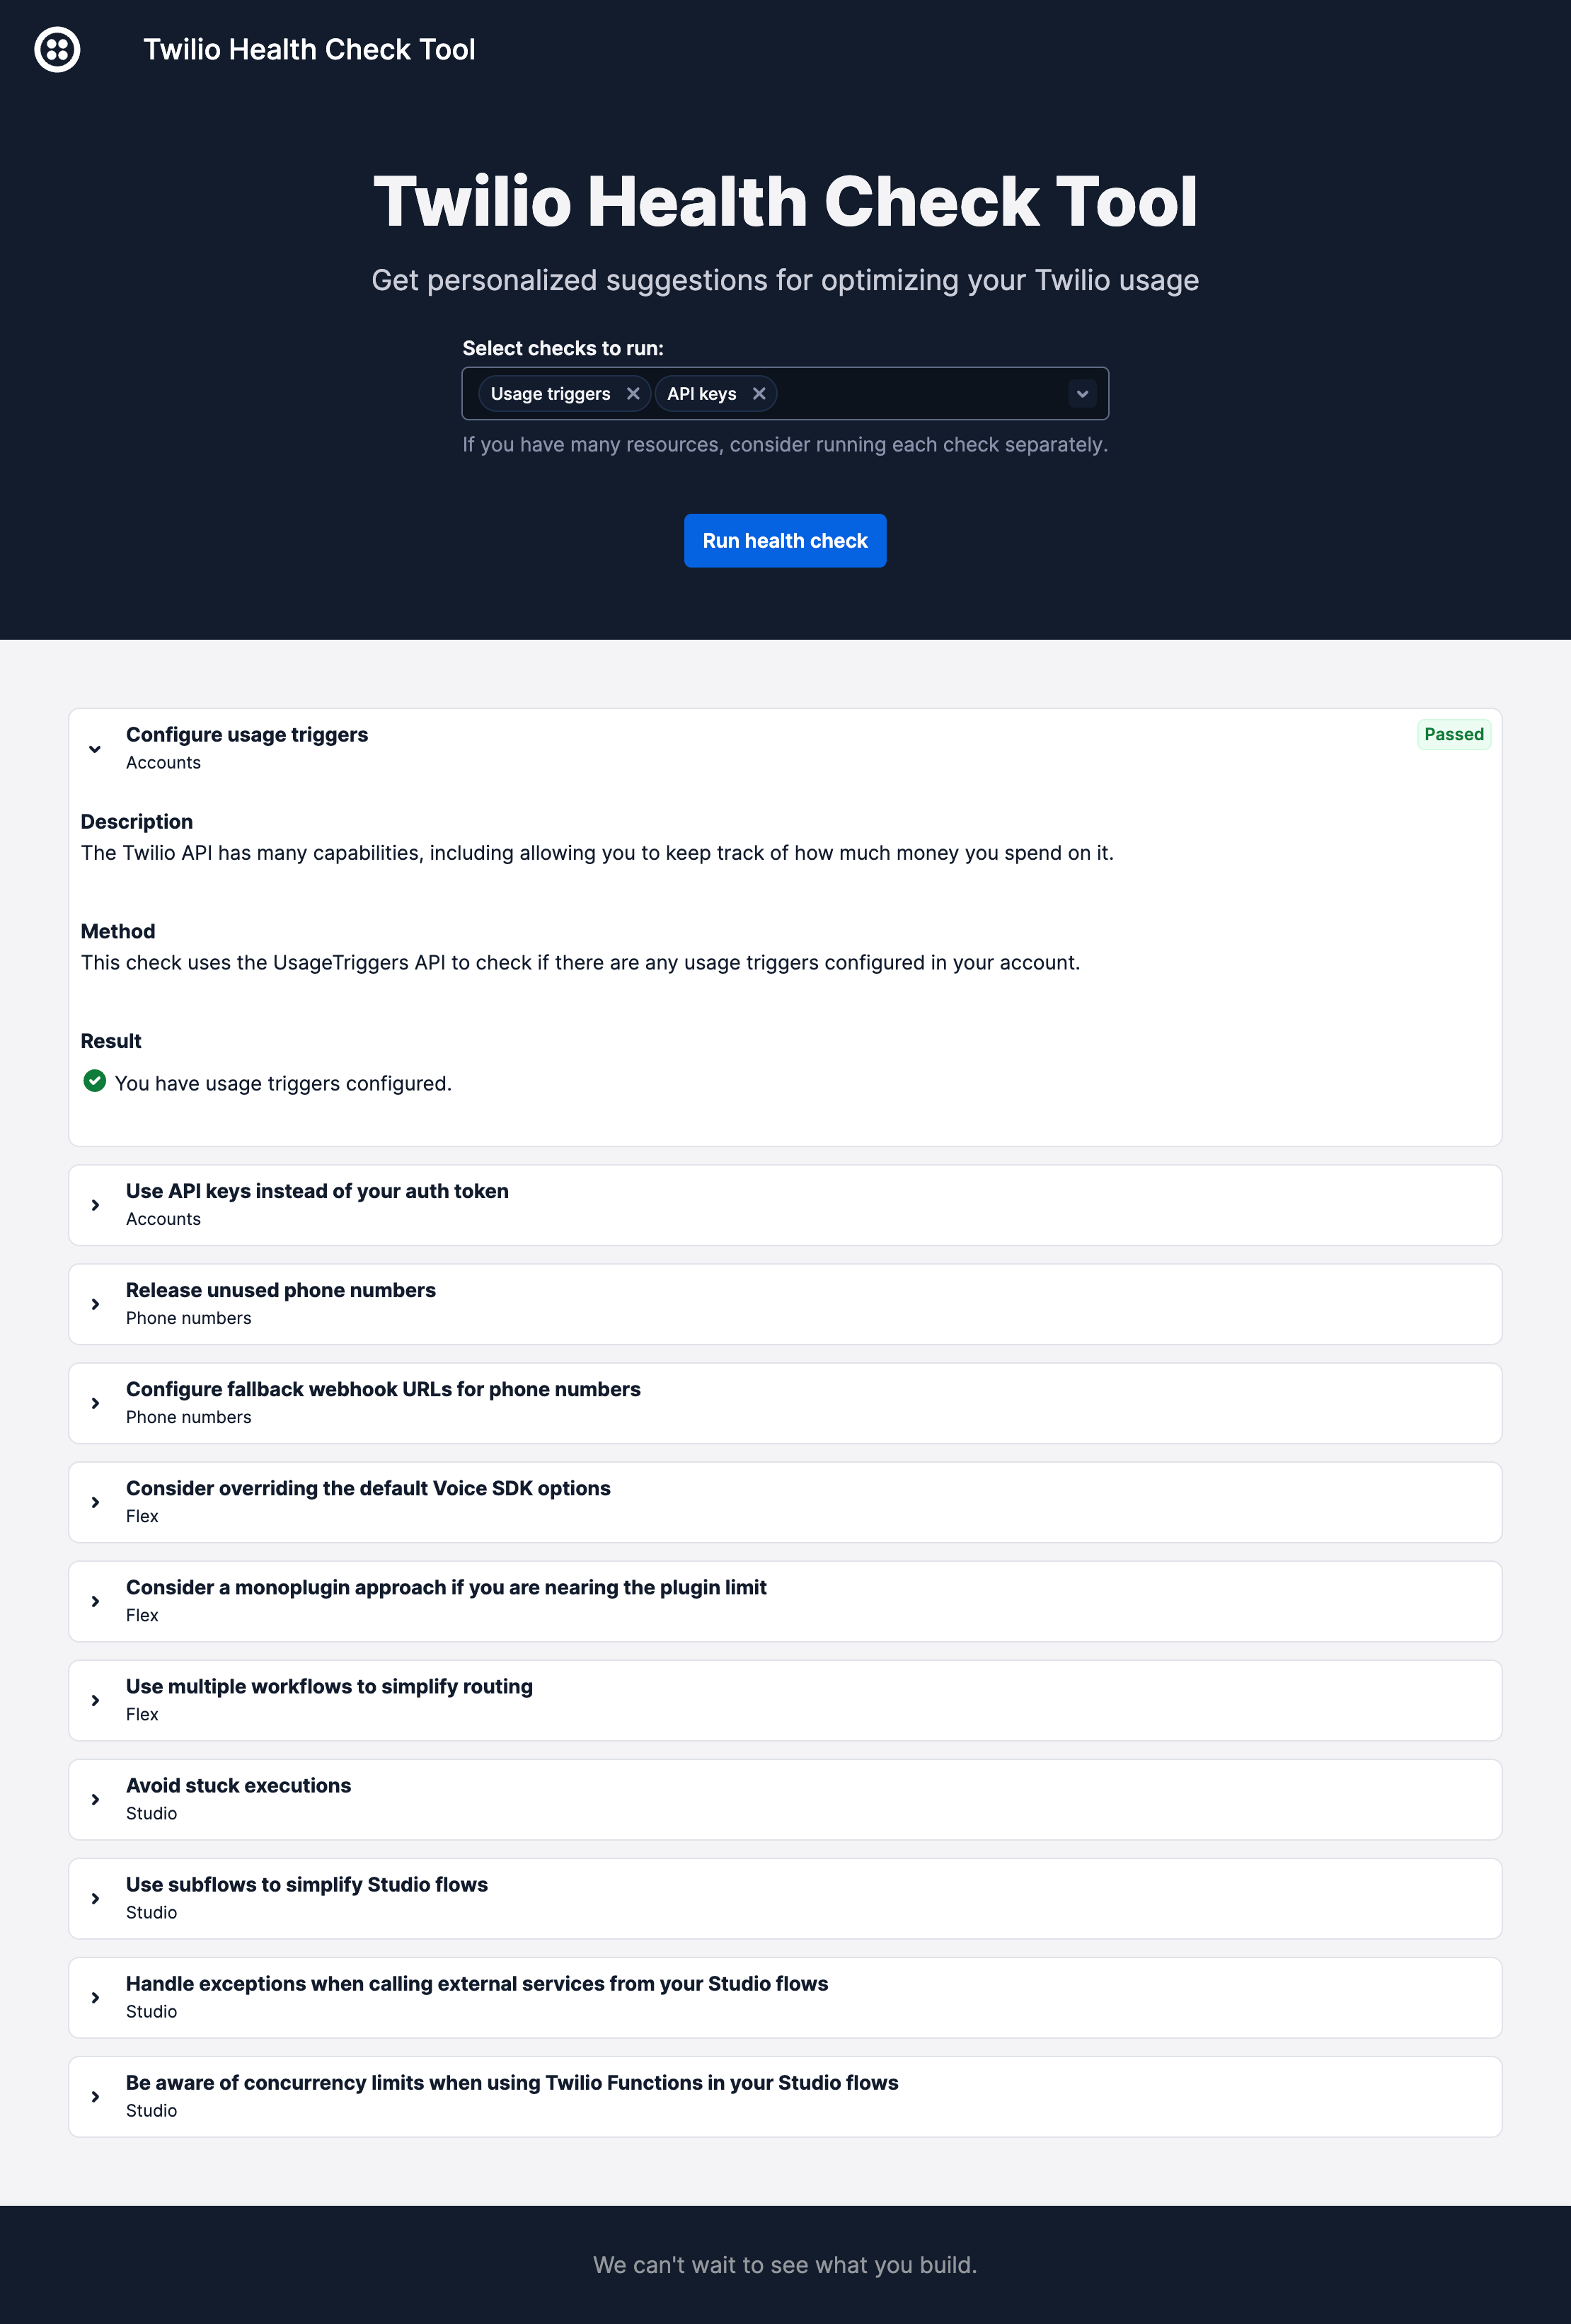 Twilio Health Check Tool
Twilio Health Check Tool
Get personalized suggestions for optimizing your Twilio usage
Select checks to run:
Usage triggers API keys
If you have many resources, consider running each check separately.
Run health check
Configure usage triggers Passed
Accounts
Description
The Twilio API has many capabilities, including allowing you to keep track of how much money you spend on it.
Method
This check uses the UsageTriggers API to check if there are any usage triggers configured in your account.
Result
You have usage triggers configured.
Use API keys instead of your auth token
Accounts
Release unused phone numbers
Phone numbers
Configure fallback webhook URLs for phone numbers
Phone numbers
Consider overriding the default Voice SDK options
Flex
Consider a monoplugin approach if you are nearing the plugin limit
Flex
Use multiple workflows to simplify routing
Flex
Avoid stuck executions
Studio
Use subflows to simplify Studio flows
Studio
Handle exceptions when calling external services from your Studio flows
Studio
Be aware of concurrency limits when using Twilio Functions in your Studio flows
Studio
We can't wait to see what you build.